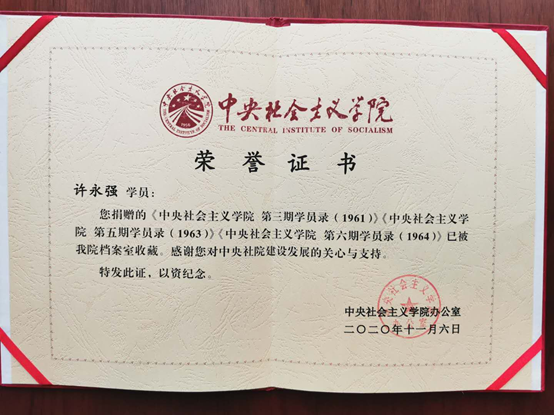 中央社会主义学院
THE CENTRAL INSTITUTE OF SOCIALISM
荣誉证书
许永强 学员：
您捐赠的《中央社会主义学院 第三期学员录（1961）》《中央社会主义学
院 第五期学员录（1963）》《中央社会主义学院 第六期学员录（1964）》已被
我院档案室收藏。感谢您对中央社院建设发展的关心与支持。
特发此证，以资纪念。
中央社会主义学院办公室
二〇二〇年十一月六日